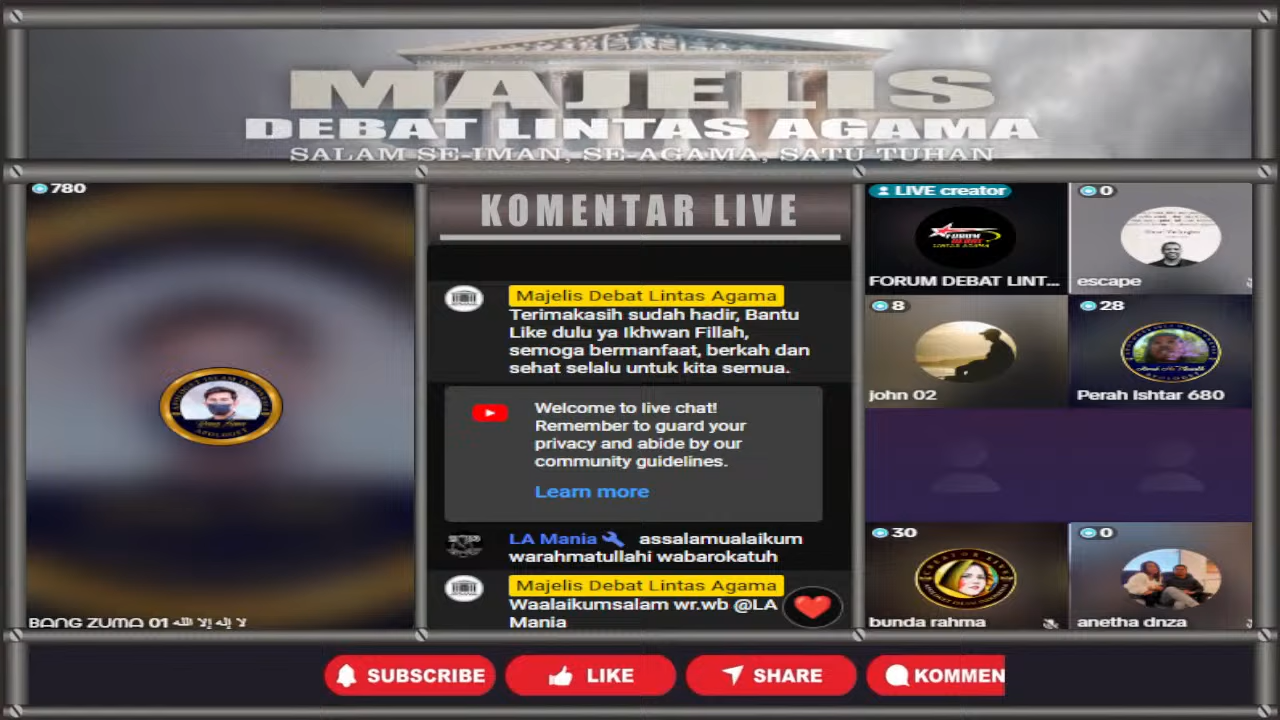 MAJELIS
DEBAT LINTAS AGAMA
SALAM SE-IMAN, SE-AGAMA, SATU TUHAN
780
BANG ZUMA 01 لا إله إلا الله
KOMENTAR LIVE
Majelis Debat Lintas Agama
Terimakasih sudah hadir, Bantu
Like dulu ya Ikhwan Fillah,
semoga bermanfaat, berkah dan
sehat selalu untuk kita semua.
Welcome to live chat!
Remember to guard your
privacy and abide by our
community guidelines.
Learn more
LA Mania assalamualaikum
warahmatullahi wabarokatuh
Majelis Debat Lintas Agama
Waalaikumsalam wr.wb @LA
Mania
LIVE creator
FORUM DEBAT
LINTAS AGAMA
FORUM DEBAT LINT...
0
escape
8
john 02
28
Perah Ishtar 680
30
bunda rahma
0
anetha dnza
SUBSCRIBE
LIKE
SHARE
KOMMEN